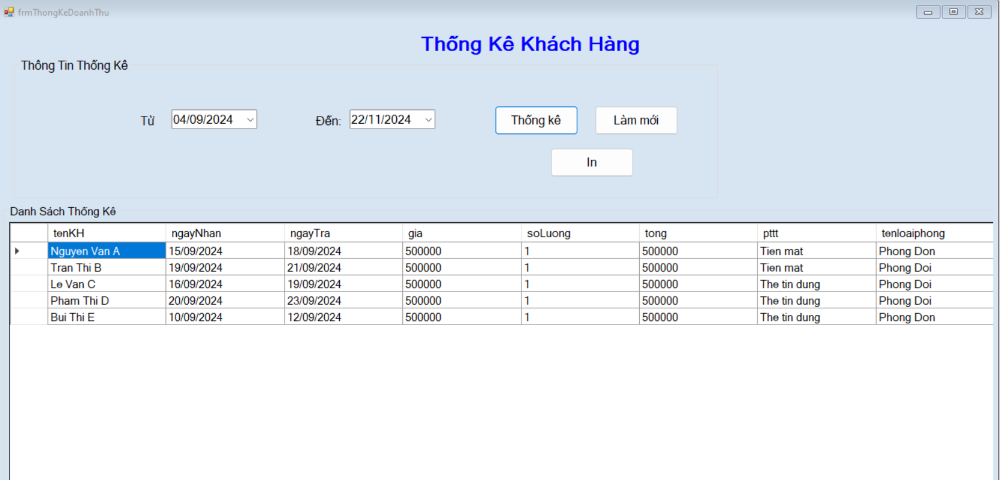 frmThongKeDoanhThu
Thống Kê Khách Hàng
Thông Tin Thống Kê
Từ 04/09/2024 Đến: 22/11/2024 Thống kê Làm mới
In
Danh Sách Thống Kê
tenKH ngayNhan ngayTra gia soLuong tong pttt tenloaiphong
Nguyen Van A 15/09/2024 18/09/2024 500000 1 500000 Tien mat Phong Don
Tran Thi B 19/09/2024 21/09/2024 500000 1 500000 Tien mat Phong Doi
Le Van C 16/09/2024 19/09/2024 500000 1 500000 The tin dung Phong Doi
Pham Thi D 20/09/2024 23/09/2024 500000 1 500000 The tin dung Phong Doi
Bui Thi E 10/09/2024 12/09/2024 500000 1 500000 The tin dung Phong Don